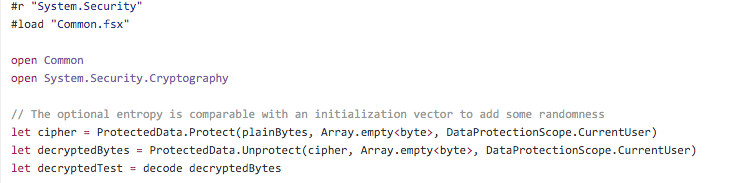 #r "System.Security"
#load "Common.fsx"
open Common
open System.Security.Cryptography
// The optional entropy is comparable with an initialization vector to add some randomness
let cipher = ProtectedData.Protect(plainBytes, Array.empty<byte>, DataProtectionScope.CurrentUser)
let decryptedBytes = ProtectedData.Unprotect(cipher, Array.empty<byte>, DataProtectionScope.CurrentUser)
let decryptedTest = decode decryptedBytes